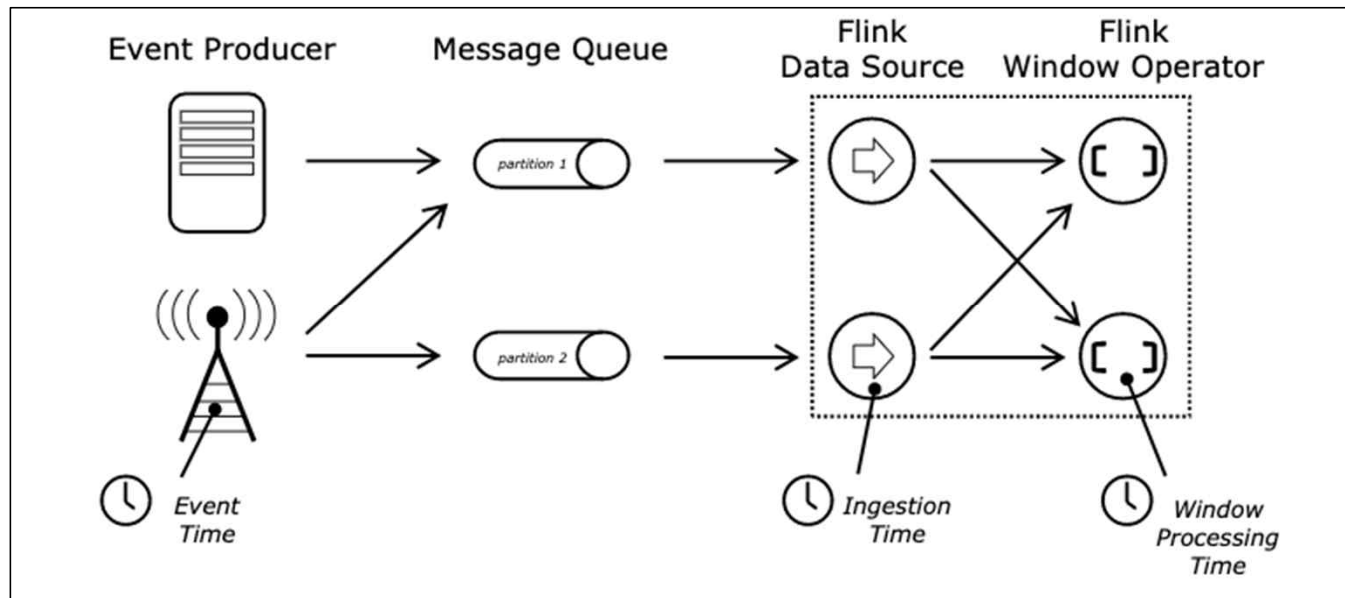 Event Producer
Message Queue
Flink
Data Source
Flink
Window Operator
partition 1
partition 2
Event
Time
Ingestion
Time
Window
Processing
Time